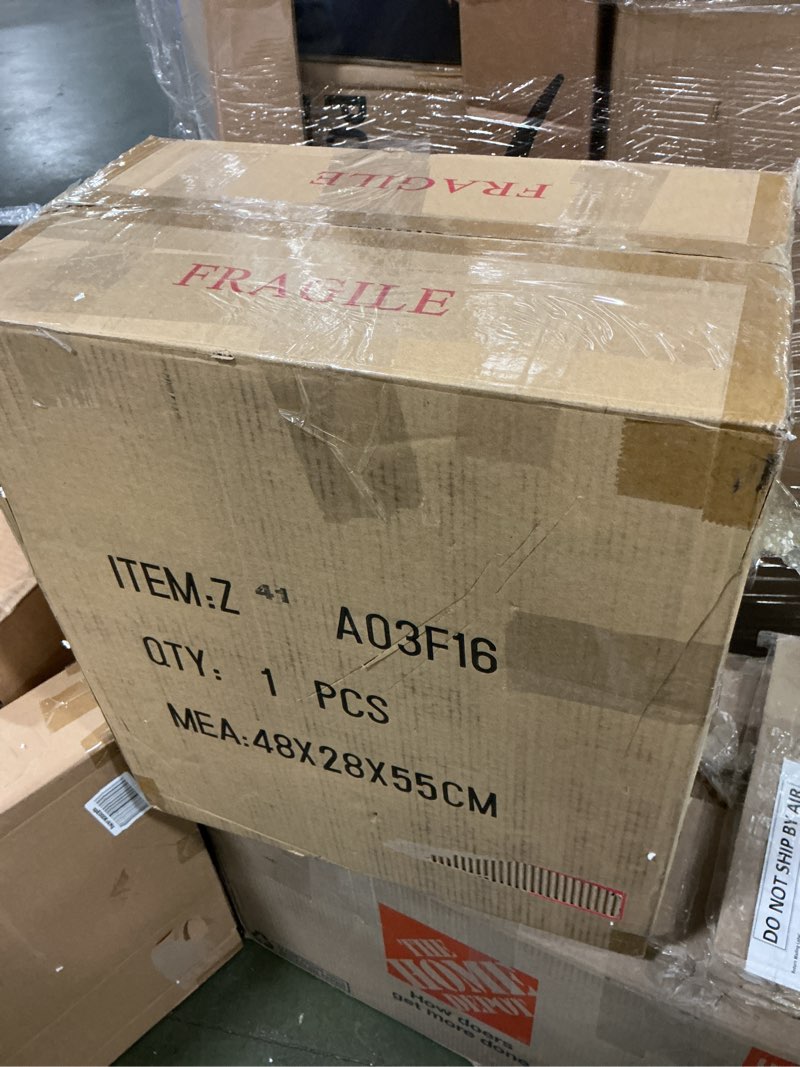 FRAGILE
FRAGILE
ITEM:Z 41 A03F16
QTY: 1 PCS
MEA:48X28X55CM
THE
HOME
DEPOT
How doers
get more done
DO NOT SHIP BY AIR